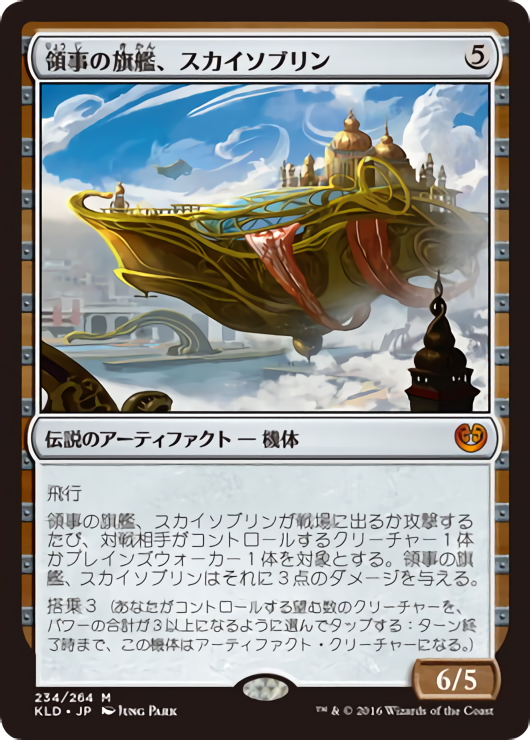 領事の旗艦、スカイソブリン 5
伝説のアーティファクト — 機体
飛行
領事の旗艦、スカイソブリンが戦場に出るか攻撃する
たび、対戦相手がコントロールするクリーチャー１体
かプレインズウォーカー１体を対象とする。領事の旗
艦、スカイソブリンはそれに３点のダメージを与える。
搭乗３（あなたがコントロールする望む数のクリーチャーを、
パワーの合計が３以上になるように選んでタップする：ターン終
了時まで、この機体はアーティファクト・クリーチャーになる。）
6/5
234/264 M
KLD • JP Jung Park
™ & © 2016 Wizards of the Coast